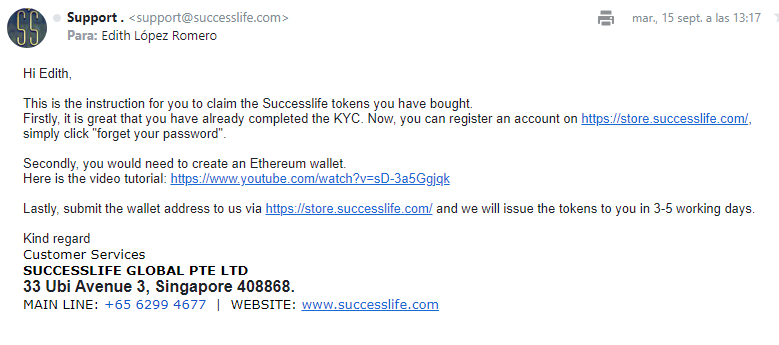 SS
Support . <support@successlife.com>
mar., 15 sept. a las 13:17
Para: Edith López Romero
Hi Edith,
This is the instruction for you to claim the Successlife tokens you have bought.
Firstly, it is great that you have already completed the KYC. Now, you can register an account on https://store.successlife.com/,
simply click "forget your password".
Secondly, you would need to create an Ethereum wallet.
Here is the video tutorial: https://www.youtube.com/watch?v=sD-3a5Ggjqk
Lastly, submit the wallet address to us via https://store.successlife.com/ and we will issue the tokens to you in 3-5 working days.
Kind regard
Customer Services
SUCCESSLIFE GLOBAL PTE LTD
33 Ubi Avenue 3, Singapore 408868.
MAIN LINE: +65 6299 4677 | WEBSITE: www.successlife.com